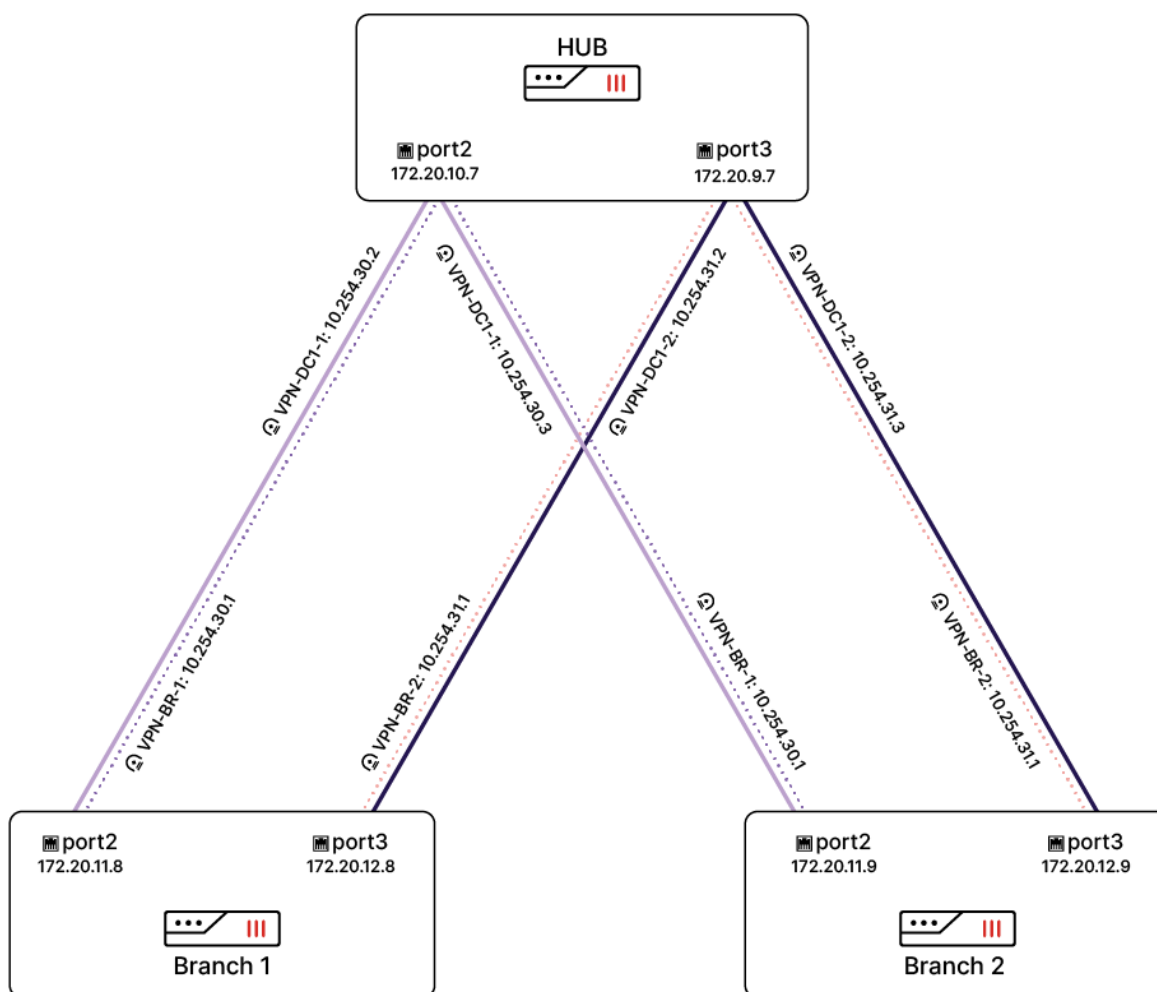 HUB
port2
172.20.10.7
port3
172.20.9.7
VPN-DC1-1: 10.254.30.2
VPN-DC1-1: 10.254.30.3
VPN-DC1-2: 10.254.31.2
VPN-DC1-2: 10.254.31.3
VPN-BR-1: 10.254.30.1
VPN-BR-2: 10.254.31.1
VPN-BR-1: 10.254.30.1
VPN-BR-2: 10.254.31.1
port2
172.20.11.8
port3
172.20.12.8
Branch 1
port2
172.20.11.9
port3
172.20.12.9
Branch 2